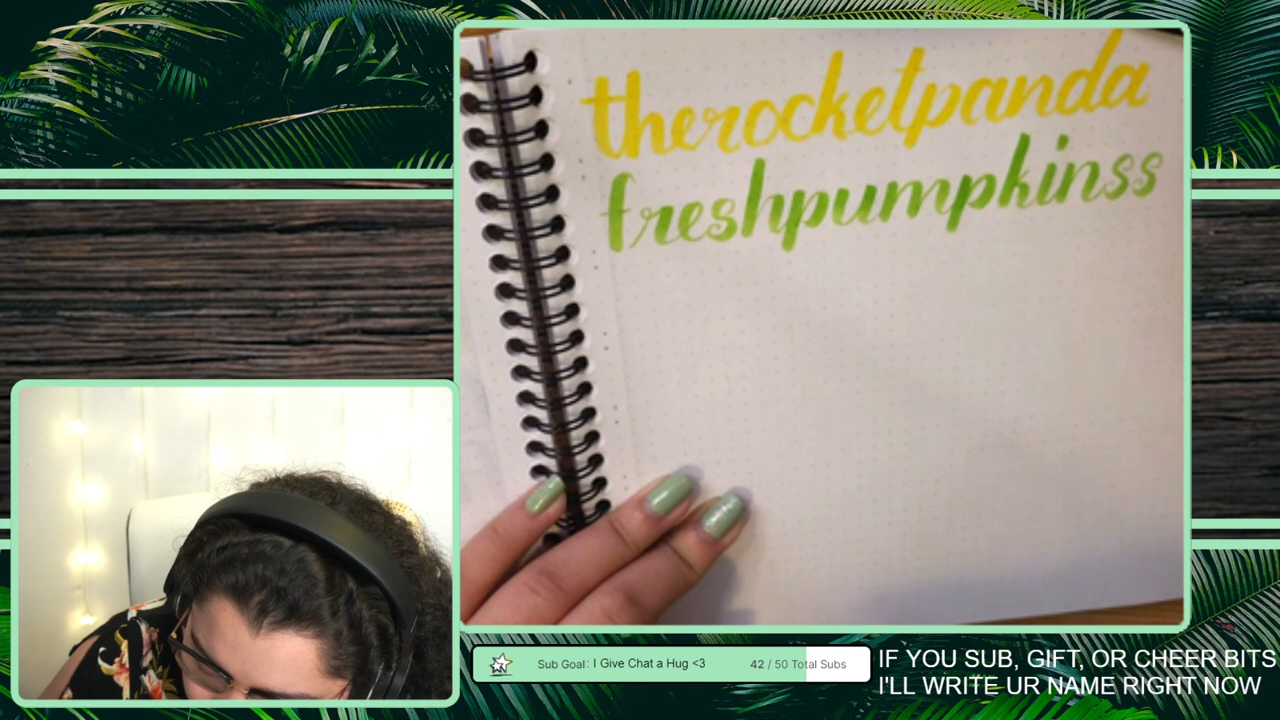 therocketpanda
freshpumpkinss
Sub Goal: I Give Chat a Hug <3 42 / 50 Total Subs
IF YOU SUB, GIFT, OR CHEER BITS
I'LL WRITE UR NAME RIGHT NOW